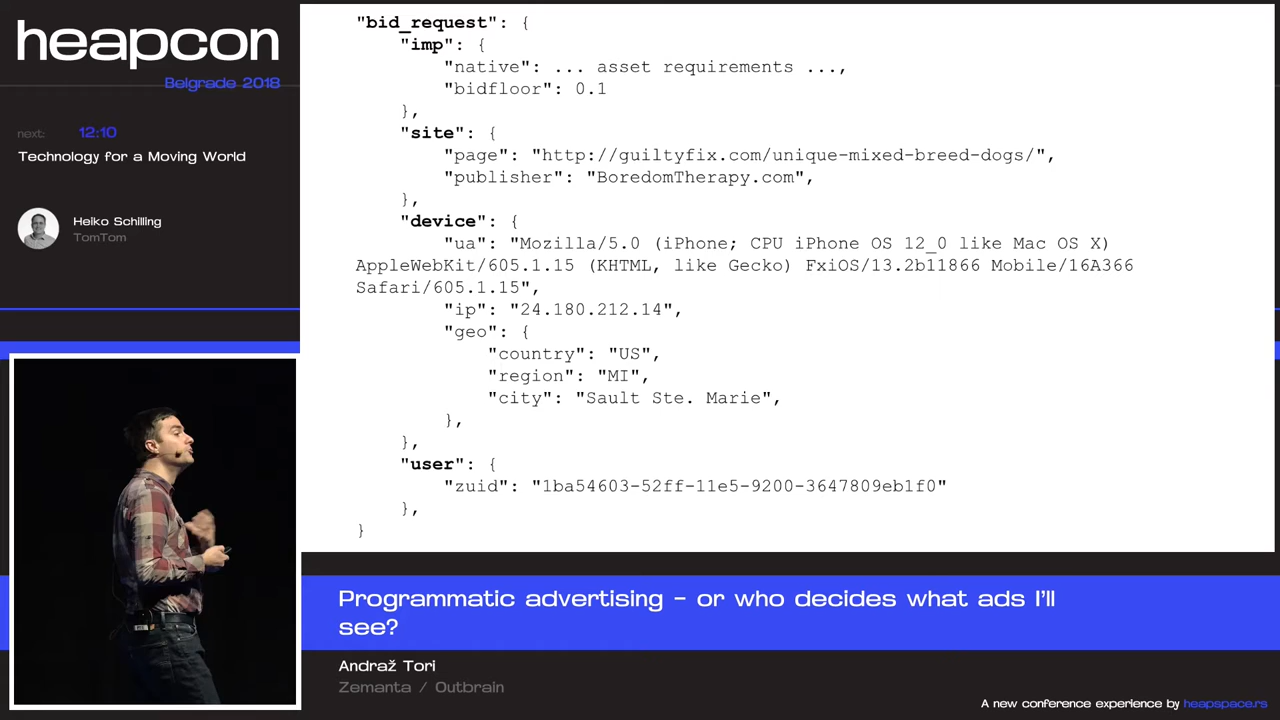 heapcon
Belgrade 2018
next: 12:10
Technology for a Moving World
Heiko Schilling
TomTom
"bid_request": {
"imp": {
"native": ... asset requirements ...,
"bidfloor": 0.1
},
"site": {
"page": "http://guiltyfix.com/unique-mixed-breed-dogs/",
"publisher": "BoredomTherapy.com",
},
"device": {
"ua": "Mozilla/5.0 (iPhone; CPU iPhone OS 12_0 like Mac OS X)
AppleWebKit/605.1.15 (KHTML, like Gecko) FxiOS/13.2b11866 Mobile/16A366
Safari/605.1.15",
"ip": "24.180.212.14",
"geo": {
"country": "US",
"region": "MI",
"city": "Sault Ste. Marie",
},
},
"user": {
"zuid": "1ba54603-52ff-11e5-9200-3647809eb1f0"
},
}
Programmatic advertising – or who decides what ads I'll
see?
Andraž Tori
Zemanta / Outbrain
A new conference experience by heapspace.rs